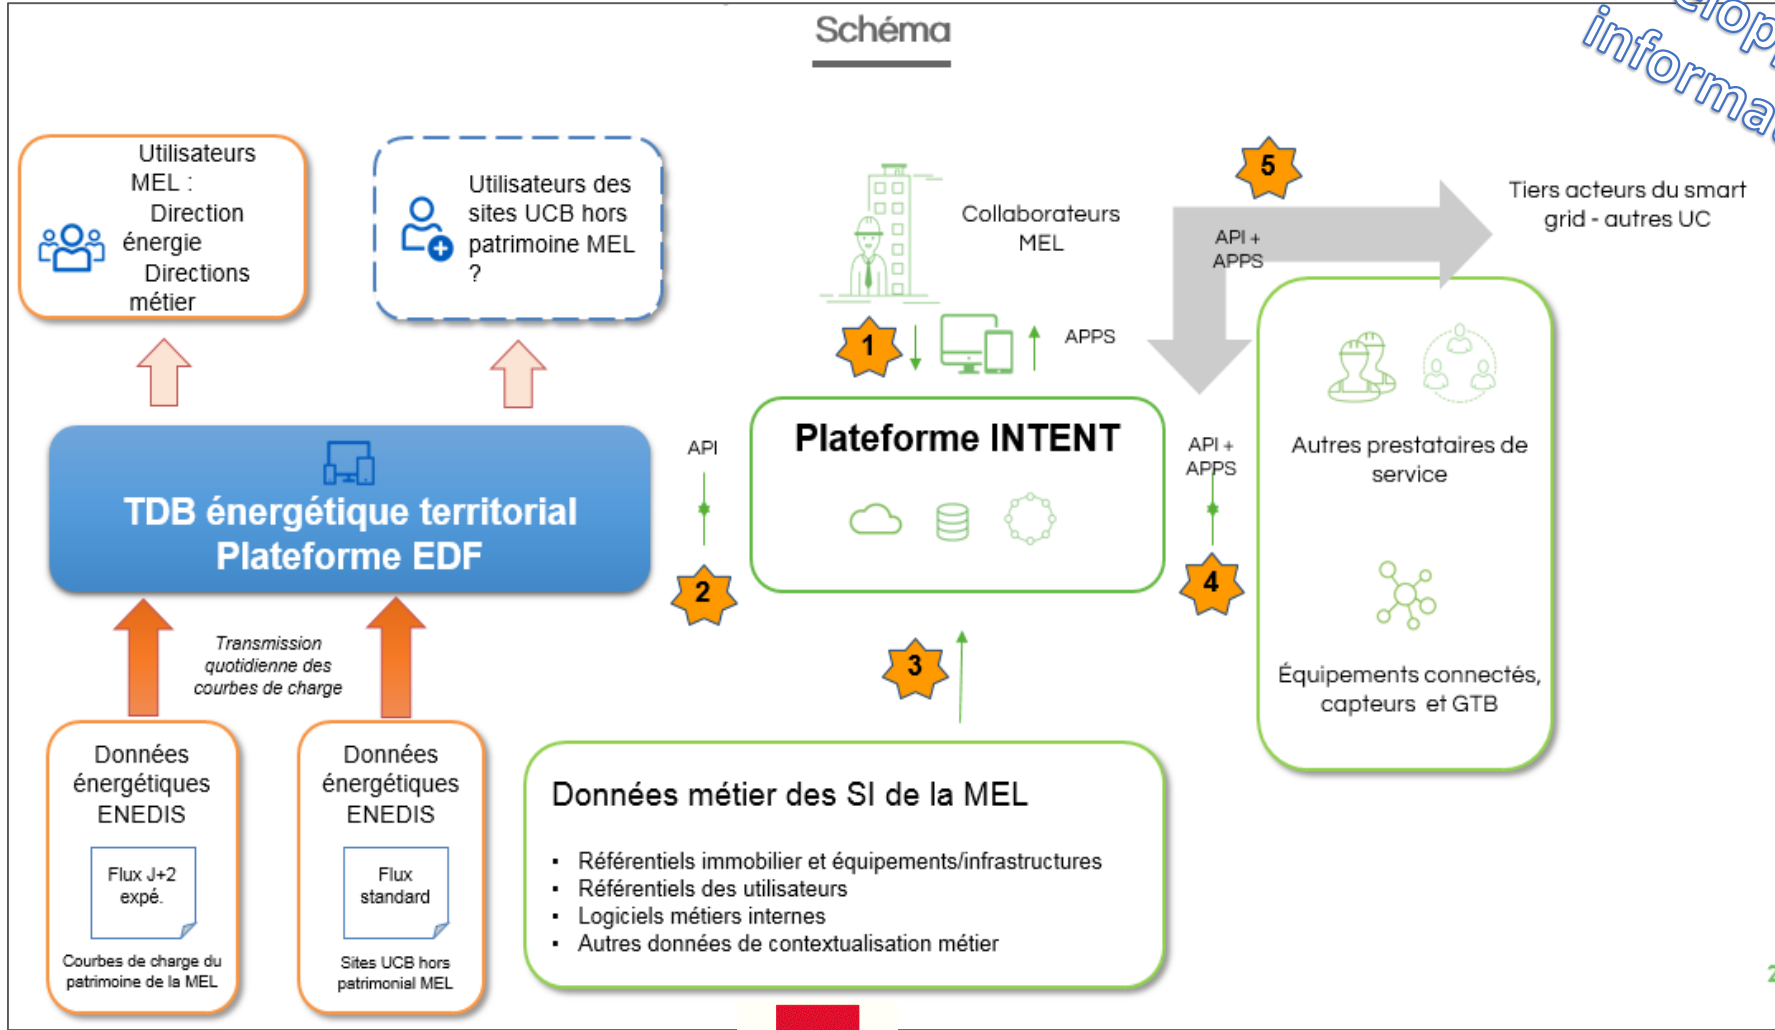 Schéma
informa
Utilisateurs
MEL :
Direction
énergie
Directions
métier
Utilisateurs des
sites UCB hors
patrimoine MEL
?
Collaborateurs
MEL
5
API +
APPS
Tiers acteurs du smart
grid - autres UC
1
APPS
TDB énergétique territorial
Plateforme EDF
API
2
Plateforme INTENT
API +
APPS
4
Autres prestataires de
service
Équipements connectés,
capteurs et GTB
Transmission
quotidienne des
courbes de charge
3
Données
énergétiques
ENEDIS
Flux J+2
expé.
Courbes de charge du
patrimoine de la MEL
Données
énergétiques
ENEDIS
Flux
standard
Sites UCB hors
patrimonial MEL
Données métier des SI de la MEL
▪ Référentiels immobilier et équipements/infrastructures
▪ Référentiels des utilisateurs
▪ Logiciels métiers internes
▪ Autres données de contextualisation métier
2